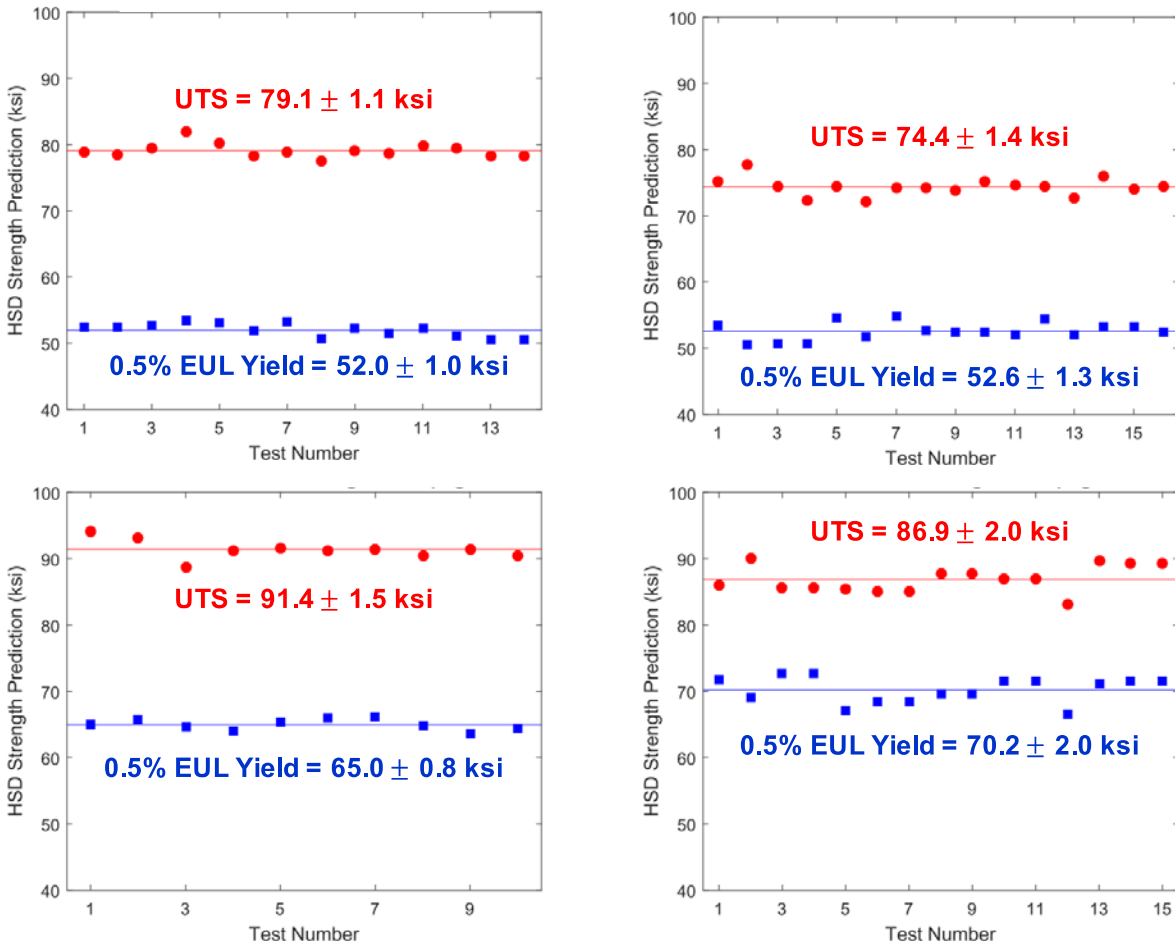 100
90
80
70
60
50
40
HSD Strength Prediction (ksi)
UTS = 79.1 ± 1.1 ksi
0.5% EUL Yield = 52.0 ± 1.0 ksi
1 3 5 7 9 11 13
Test Number
100
90
80
70
60
50
40
HSD Strength Prediction (ksi)
UTS = 74.4 ± 1.4 ksi
0.5% EUL Yield = 52.6 ± 1.3 ksi
1 3 5 7 9 11 13 15
Test Number
100
90
80
70
60
50
40
HSD Strength Prediction (ksi)
UTS = 91.4 ± 1.5 ksi
0.5% EUL Yield = 65.0 ± 0.8 ksi
1 3 5 7 9
Test Number
100
90
80
70
60
50
40
HSD Strength Prediction (ksi)
UTS = 86.9 ± 2.0 ksi
0.5% EUL Yield = 70.2 ± 2.0 ksi
1 3 5 7 9 11 13 15
Test Number